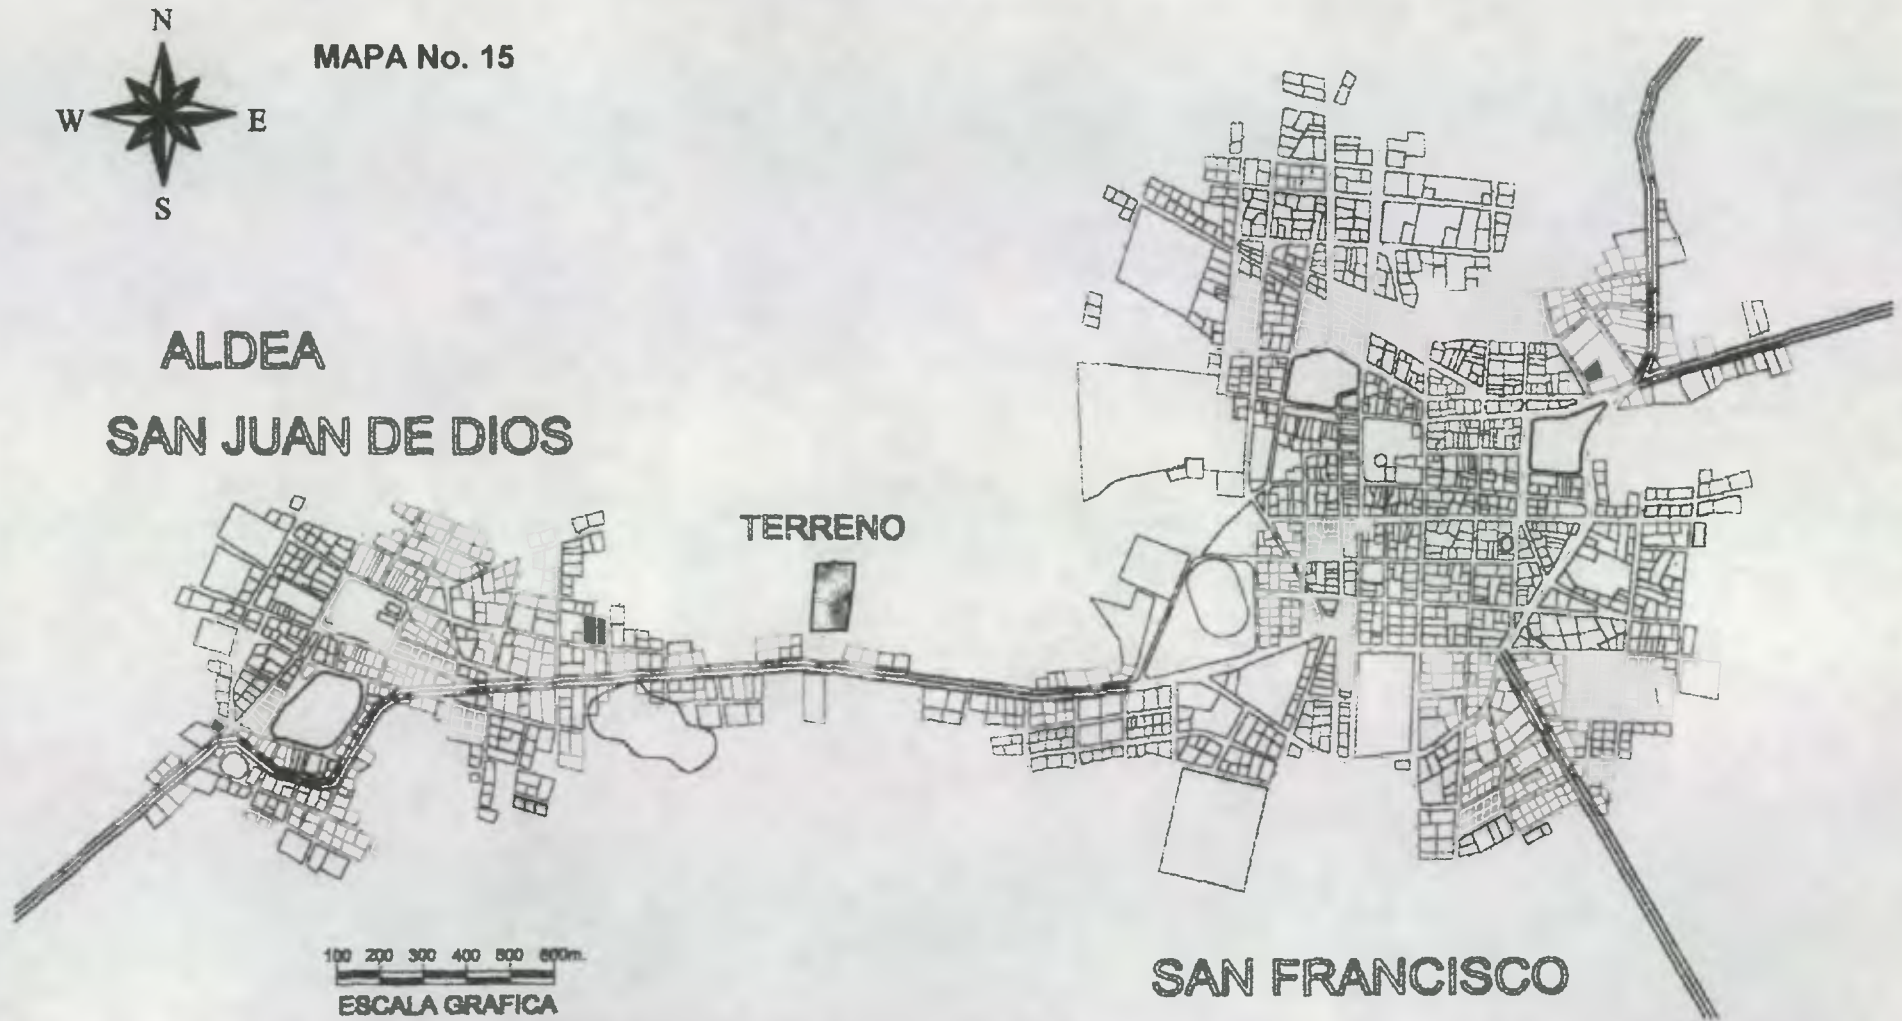 N
MAPA No. 15
W E
S
ALDEA
SAN JUAN DE DIOS
TERRENO
100 200 300 400 500 600m.
ESCALA GRAFICA
SAN FRANCISCO